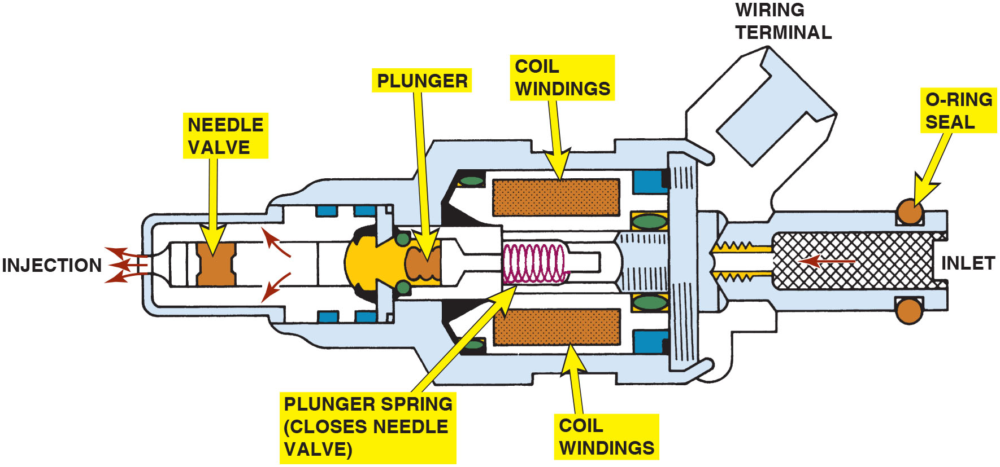 WIRING
TERMINAL
COIL
WINDINGS
PLUNGER
O-RING
SEAL
NEEDLE
VALVE
INJECTION
INLET
PLUNGER SPRING
(CLOSES NEEDLE
VALVE)
COIL
WINDINGS